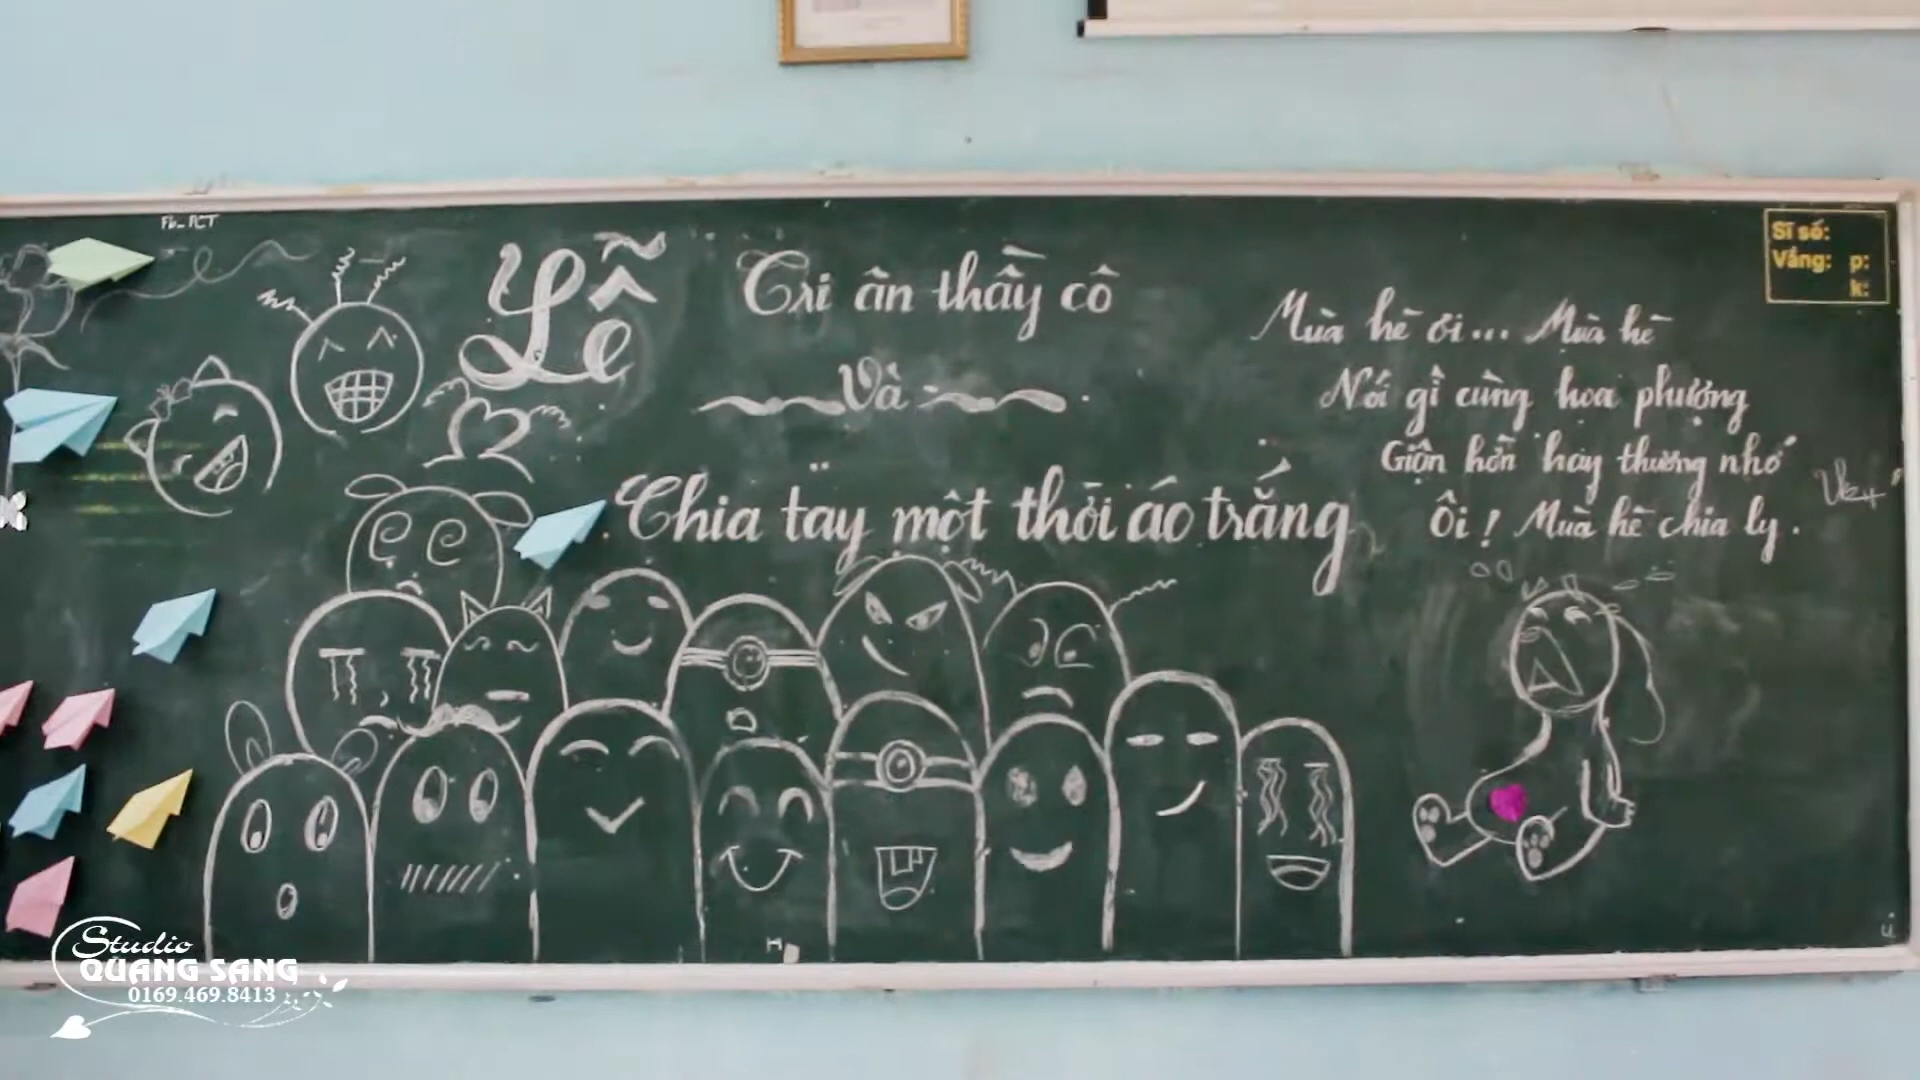 Lễ
Tri ân thầy cô
Và
Chia tay một thời áo trắng
Mùa hè ơi... Mùa hè
Nói gì cùng hoa phượng
Giận hờn hay thương nhớ
Ôi! Mùa hè chia ly.
Sĩ số:
Vắng: p:
k:
Studio
QUANG SANG
0169.469.8413